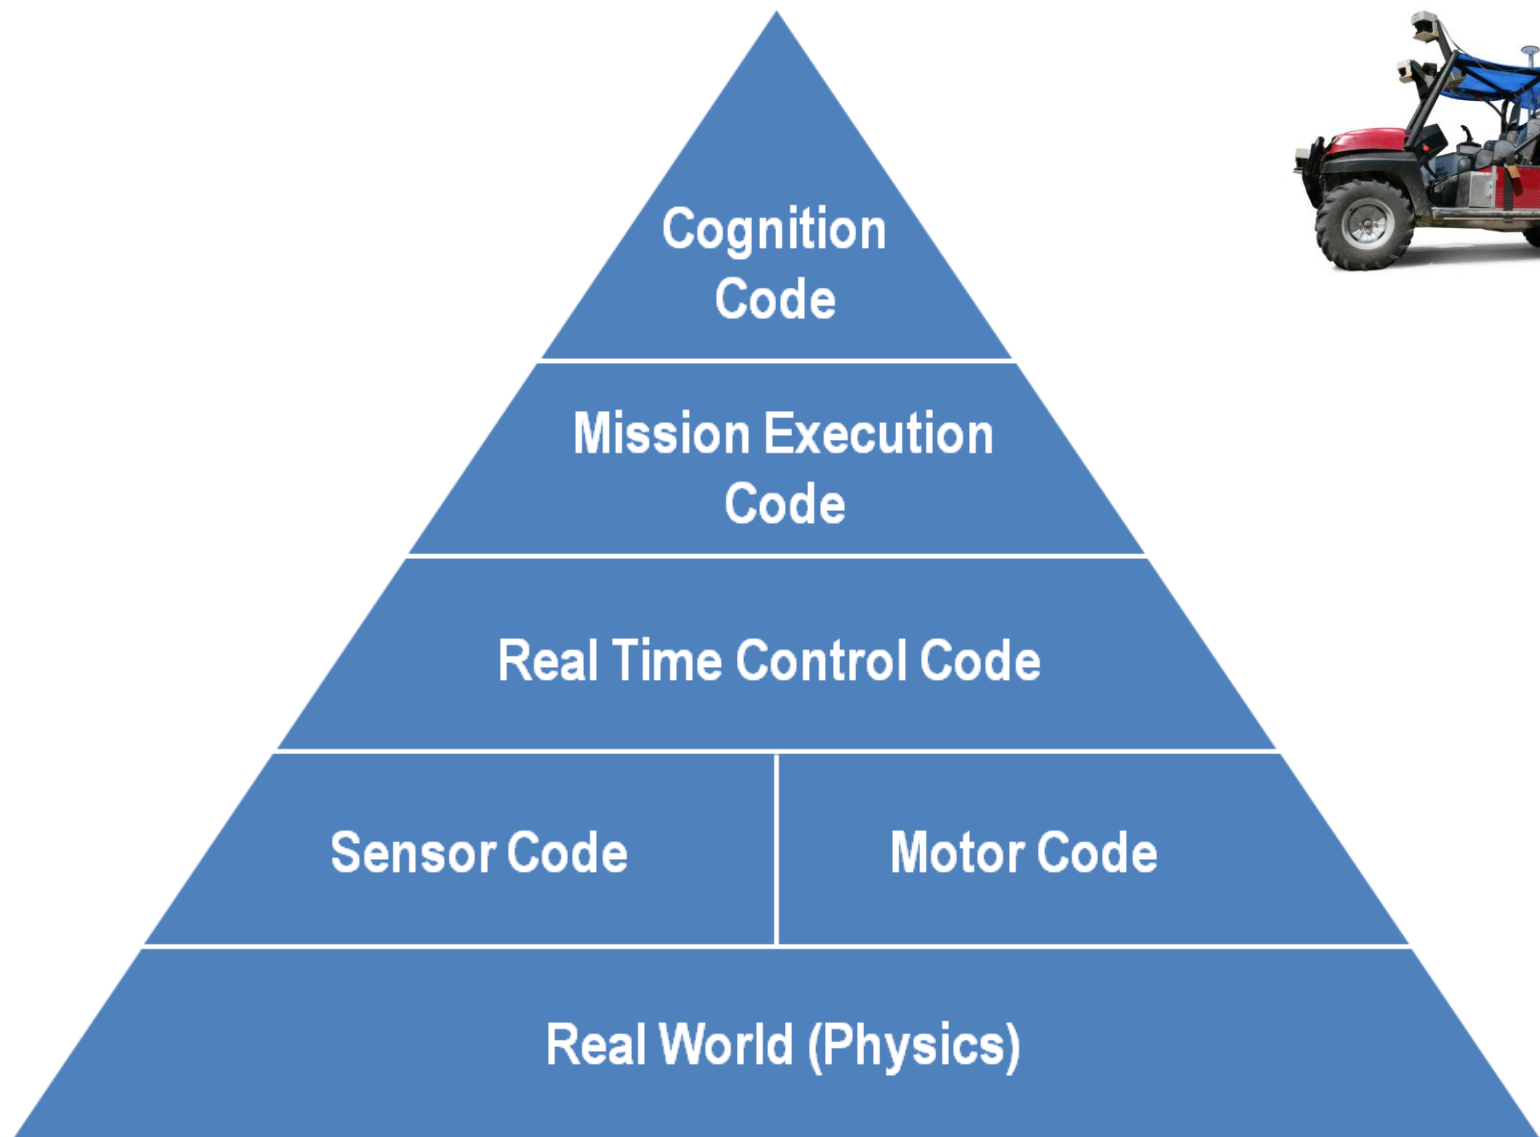 Cognition
Code
Mission Execution
Code
Real Time Control Code
Sensor Code
Motor Code
Real World (Physics)